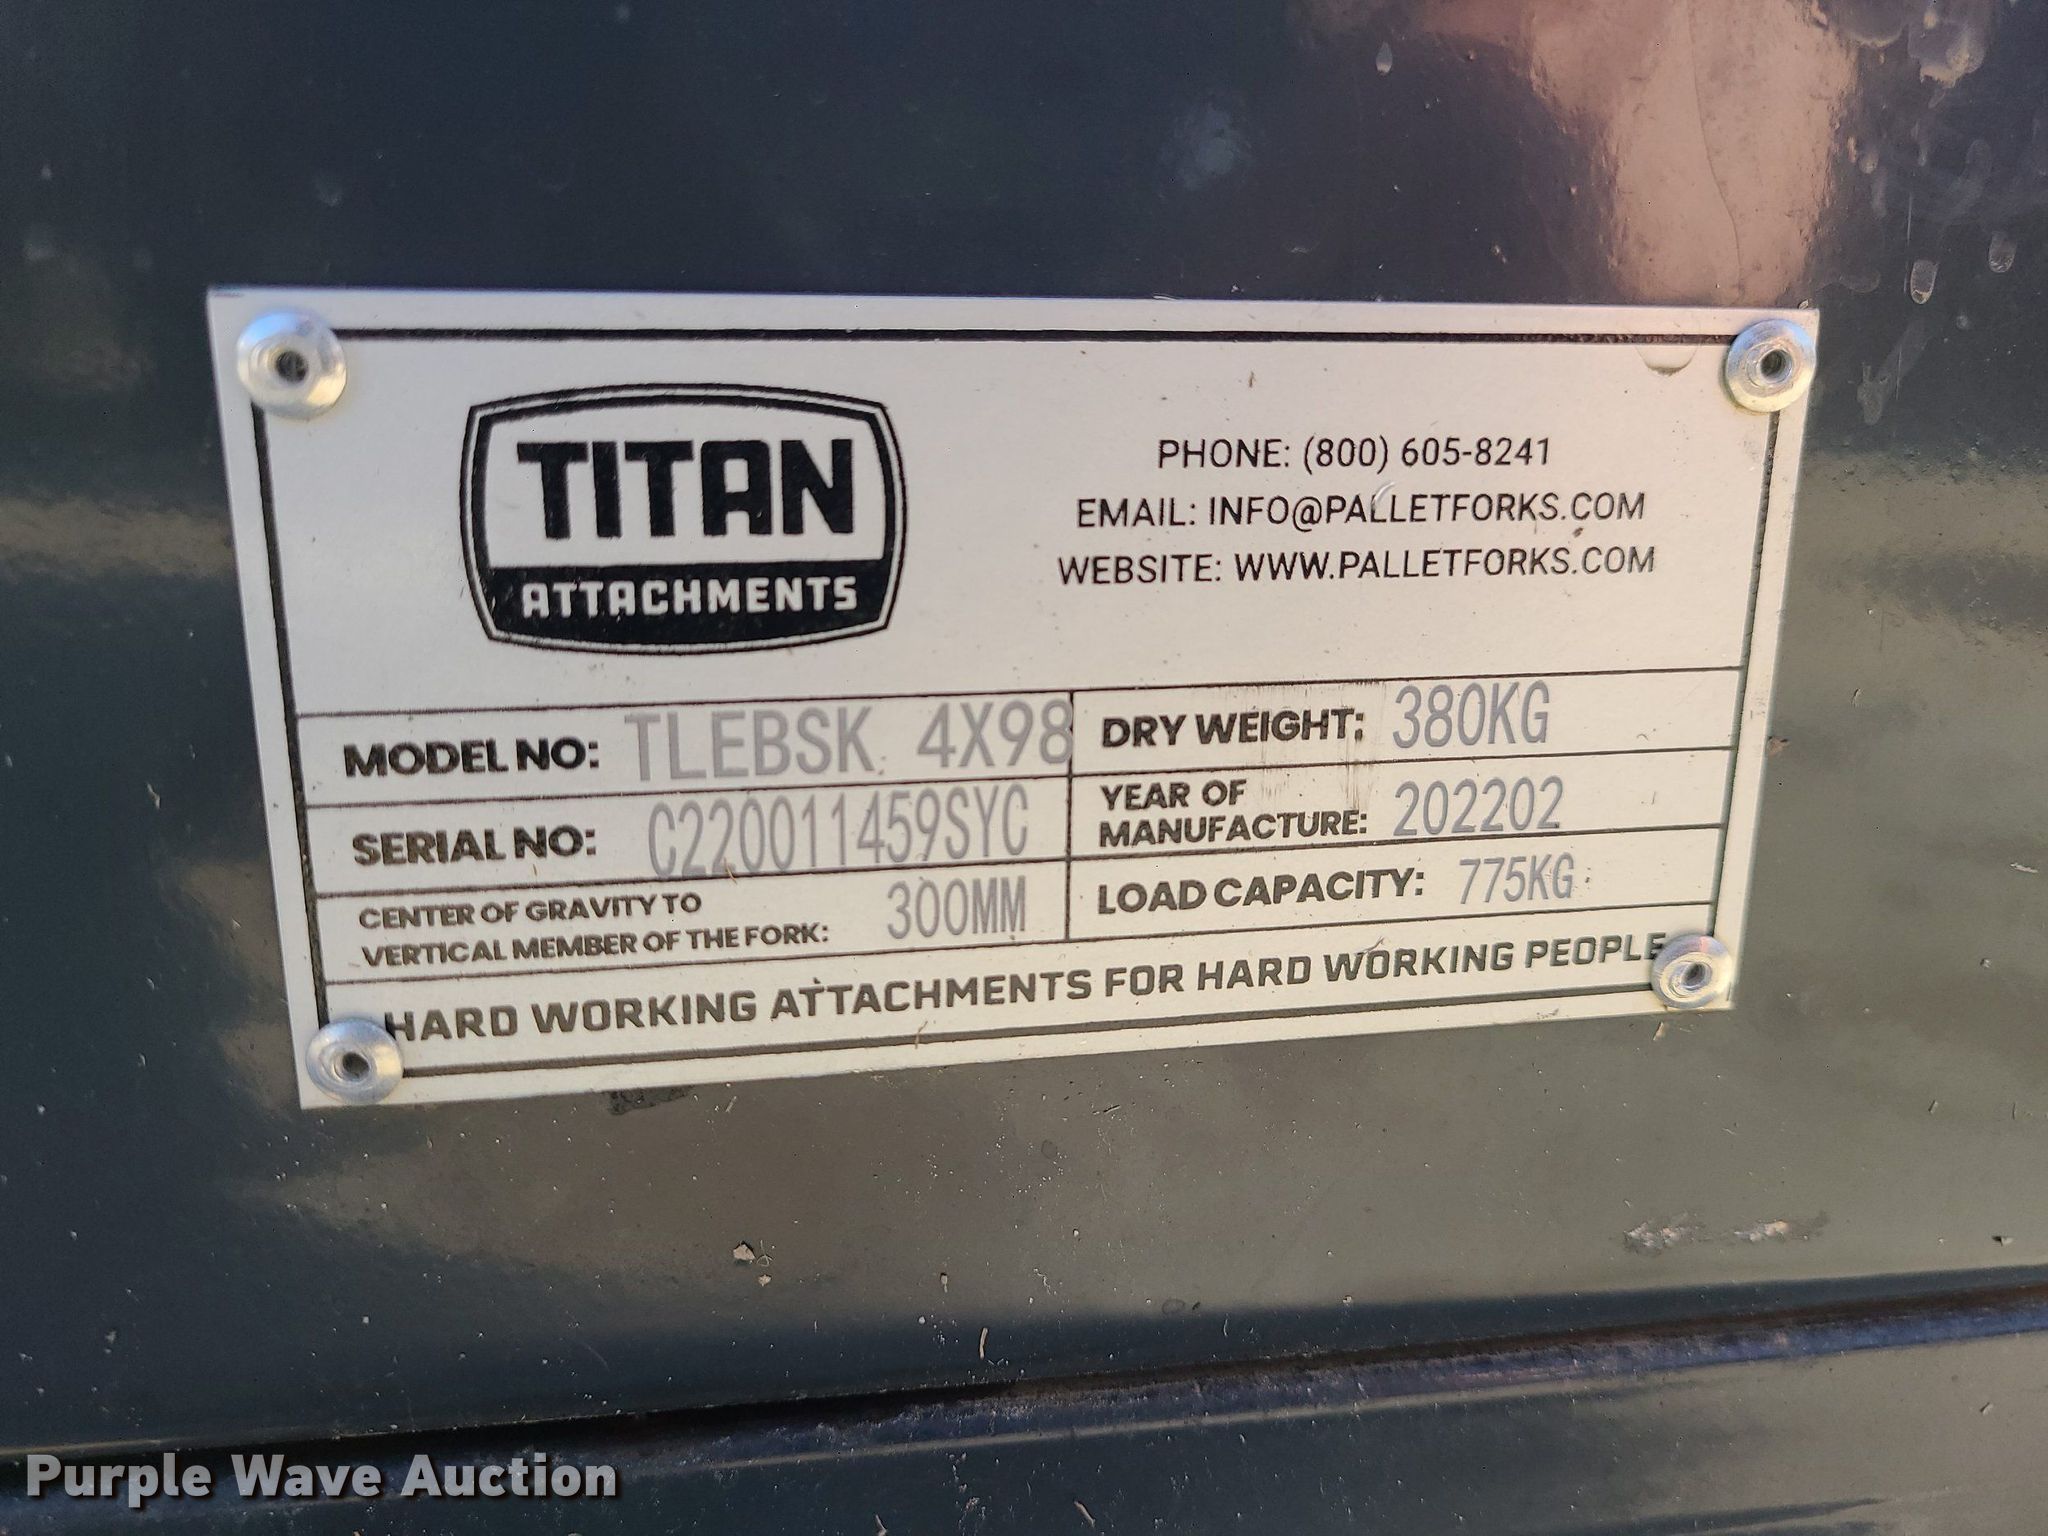 TITAN
ATTACHMENTS
PHONE: (800) 605-8241
EMAIL: INFO@PALLETFORKS.COM
WEBSITE: WWW.PALLETFORKS.COM
MODEL NO: TLEBSK 4X98
DRY WEIGHT: 380KG
SERIAL NO: C220011459SYC
YEAR OF
MANUFACTURE: 202202
CENTER OF GRAVITY TO
VERTICAL MEMBER OF THE FORK: 300MM
LOAD CAPACITY: 775KG
HARD WORKING ATTACHMENTS FOR HARD WORKING PEOPLE
Purple Wave Auction